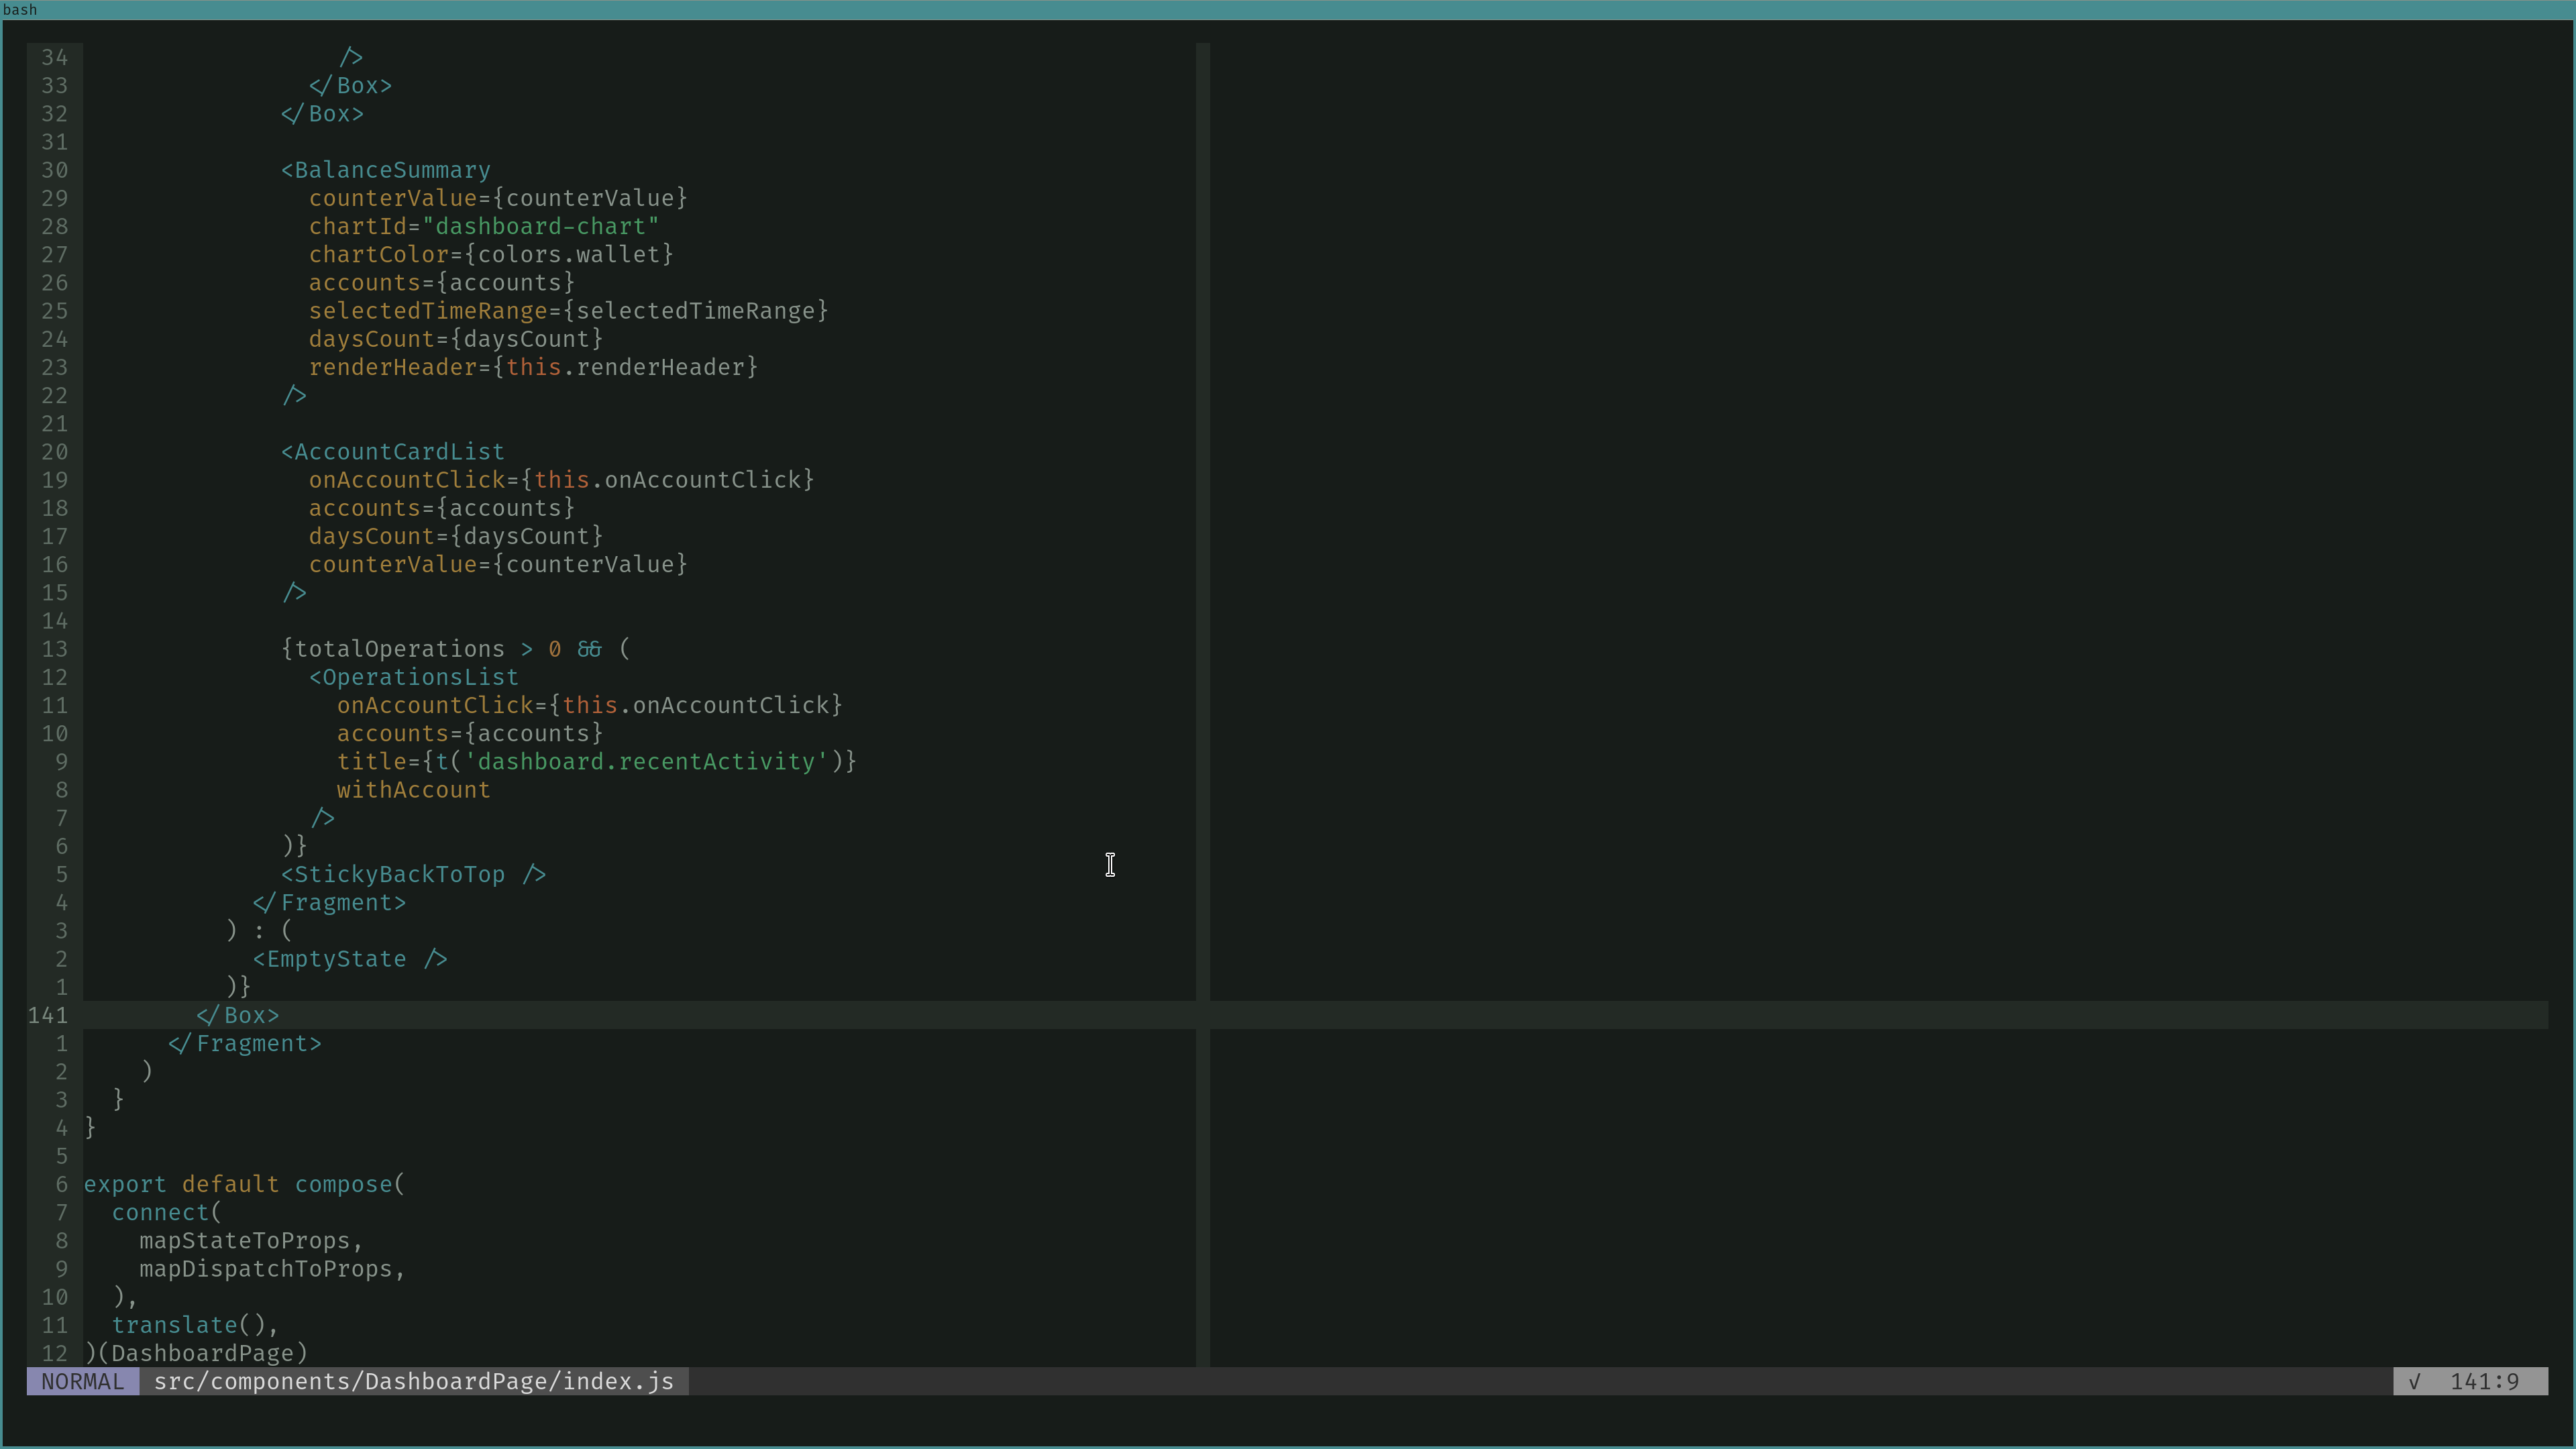 bash
34                   />
33                 </Box>
32               </Box>
31
30               <BalanceSummary
29                 counterValue={counterValue}
28                 chartId="dashboard-chart"
27                 chartColor={colors.wallet}
26                 accounts={accounts}
25                 selectedTimeRange={selectedTimeRange}
24                 daysCount={daysCount}
23                 renderHeader={this.renderHeader}
22               />
21
20               <AccountCardList
19                 onAccountClick={this.onAccountClick}
18                 accounts={accounts}
17                 daysCount={daysCount}
16                 counterValue={counterValue}
15               />
14
13               {totalOperations > 0 && (
12                 <OperationsList
11                   onAccountClick={this.onAccountClick}
10                   accounts={accounts}
9                   title={t('dashboard.recentActivity')}
8                   withAccount
7                 />
6               )}
5               <StickyBackToTop />
4             </Fragment>
3           ) : (
2             <EmptyState />
1           )}
141         </Box>
1       </Fragment>
2     )
3   }
4 }
5
6 export default compose(
7   connect(
8     mapStateToProps,
9     mapDispatchToProps,
10   ),
11   translate(),
12 )(DashboardPage)
NORMAL src/components/DashboardPage/index.js √ 141:9